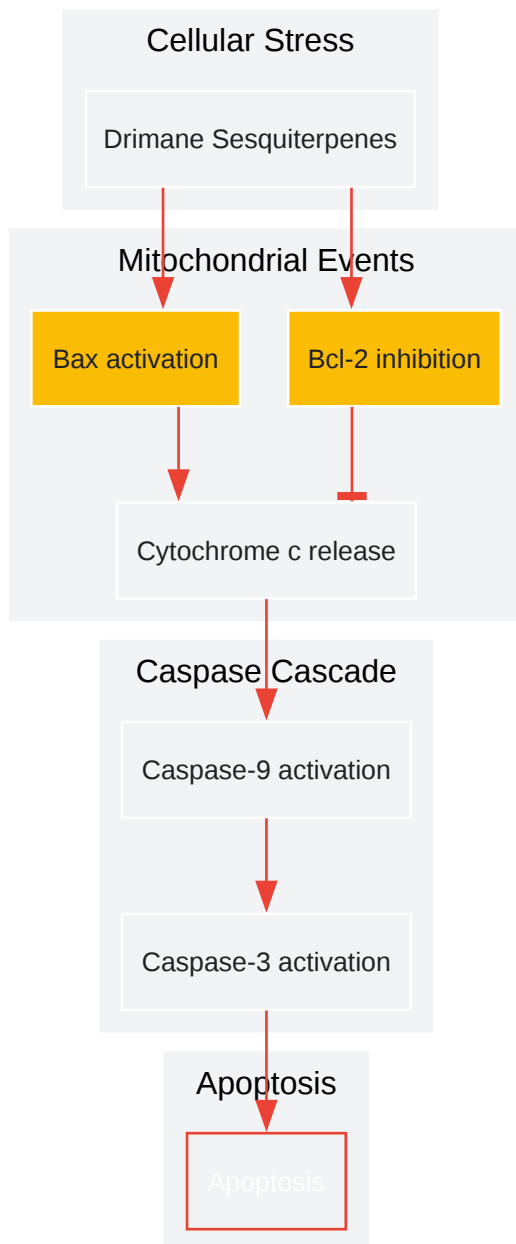 Cellular Stress
Drimane Sesquiterpenes
Mitochondrial Events
Bax activation
Bcl-2 inhibition
Cytochrome c release
Caspase Cascade
Caspase-9 activation
Caspase-3 activation
Apoptosis
Apoptosis